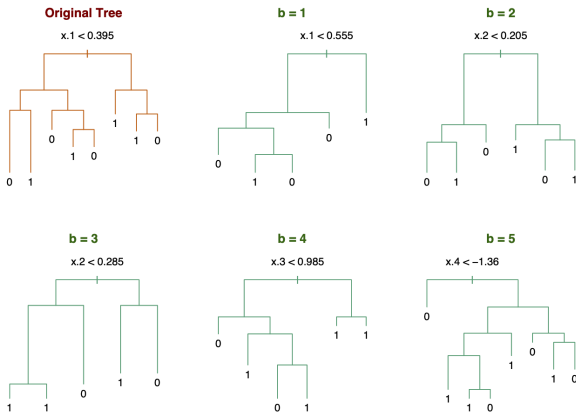 Original Tree
x.1 < 0.395
1
0
1 0
1 0
0 1
b = 1
x.1 < 0.555
1
0
0
1 0
b = 2
x.2 < 0.205
1
0
0 1
0 1
b = 3
x.2 < 0.285
1 0
0
1 1
b = 4
x.3 < 0.985
0
1 1
1
0 1
b = 5
x.4 < −1.36
0
0
1
1 0
1
1 0